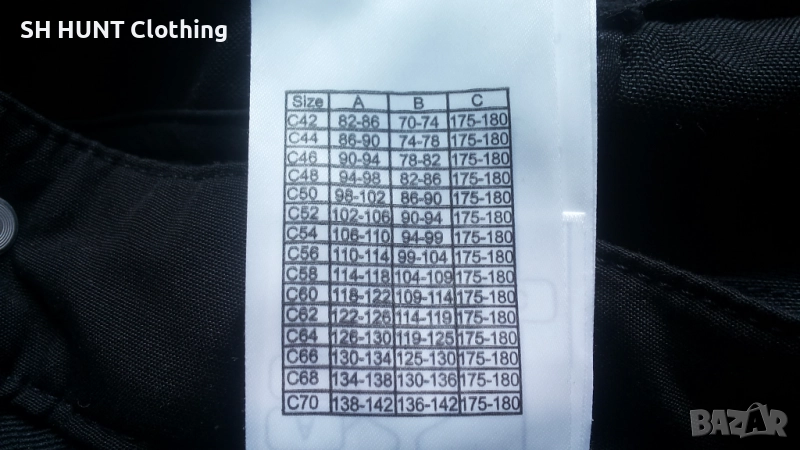 SH HUNT Clothing
Size A B C
C42 82-86 70-74 175-180
C44 86-90 74-78 175-180
C46 90-94 78-82 175-180
C48 94-98 82-86 175-180
C50 98-102 86-90 175-180
C52 102-106 90-94 175-180
C54 106-110 94-99 175-180
C56 110-114 99-104 175-180
C58 114-118 104-109 175-180
C60 118-122 109-114 175-180
C62 122-126 114-119 175-180
C64 126-130 119-125 175-180
C66 130-134 125-130 175-180
C68 134-138 130-136 175-180
C70 138-142 136-142 175-180
BAZAR